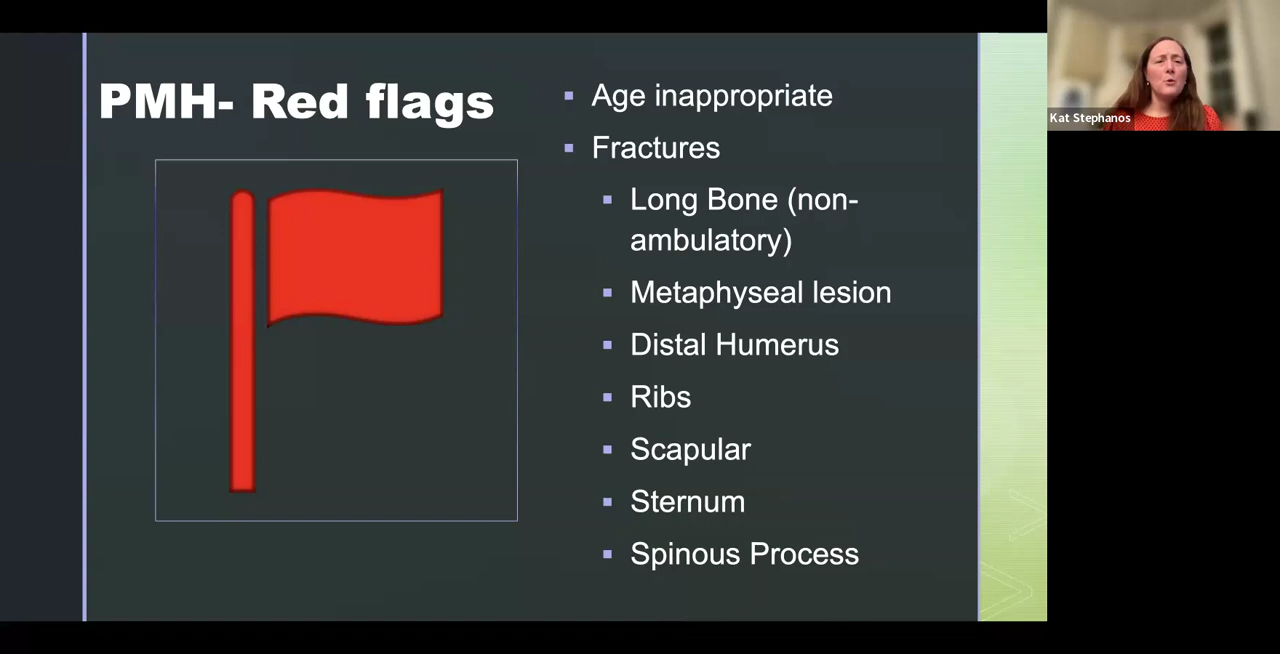 PMH- Red flags
Age inappropriate
Fractures
Long Bone (non-
ambulatory)
Metaphyseal lesion
Distal Humerus
Ribs
Scapular
Sternum
Spinous Process
Kat Stephanos